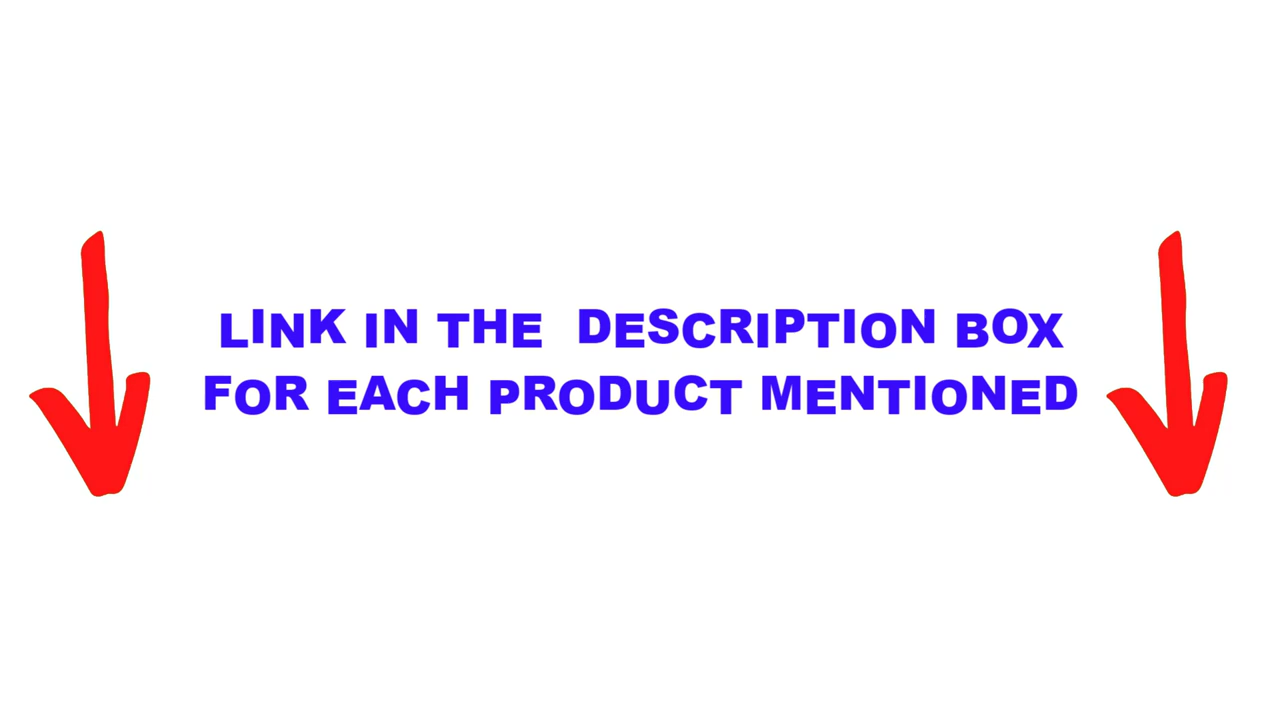 LINK IN THE DESCRIPTION BOX
FOR EACH PRODUCT MENTIONED